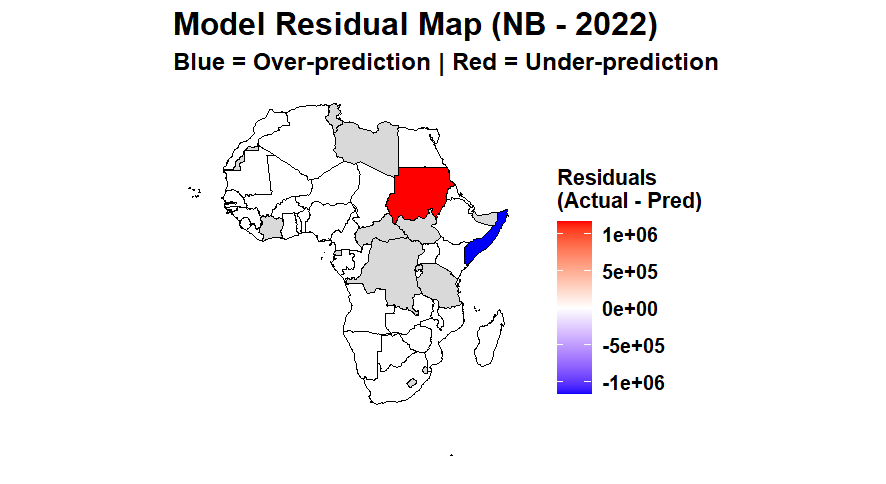 Model Residual Map (NB - 2022)
Blue = Over-prediction | Red = Under-prediction
Residuals
(Actual - Pred)
1e+06
5e+05
0e+00
-5e+05
-1e+06